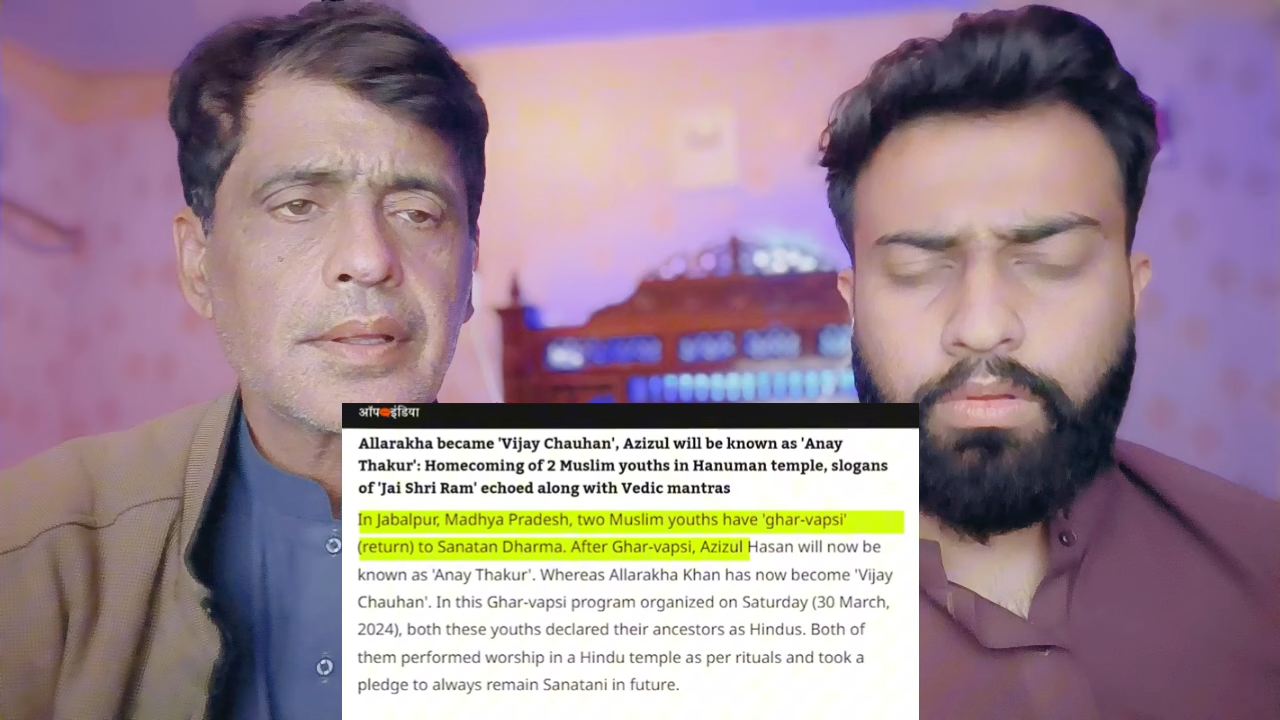 ऑपइंडिया
Allarakha became 'Vijay Chauhan', Azizul will be known as 'Anay
Thakur': Homecoming of 2 Muslim youths in Hanuman temple, slogans
of 'Jai Shri Ram' echoed along with Vedic mantras
In Jabalpur, Madhya Pradesh, two Muslim youths have 'ghar-vapsi'
(return) to Sanatan Dharma. After Ghar-vapsi, Azizul Hasan will now be
known as 'Anay Thakur'. Whereas Allarakha Khan has now become 'Vijay
Chauhan'. In this Ghar-vapsi program organized on Saturday (30 March,
2024), both these youths declared their ancestors as Hindus. Both of
them performed worship in a Hindu temple as per rituals and took a
pledge to always remain Sanatani in future.